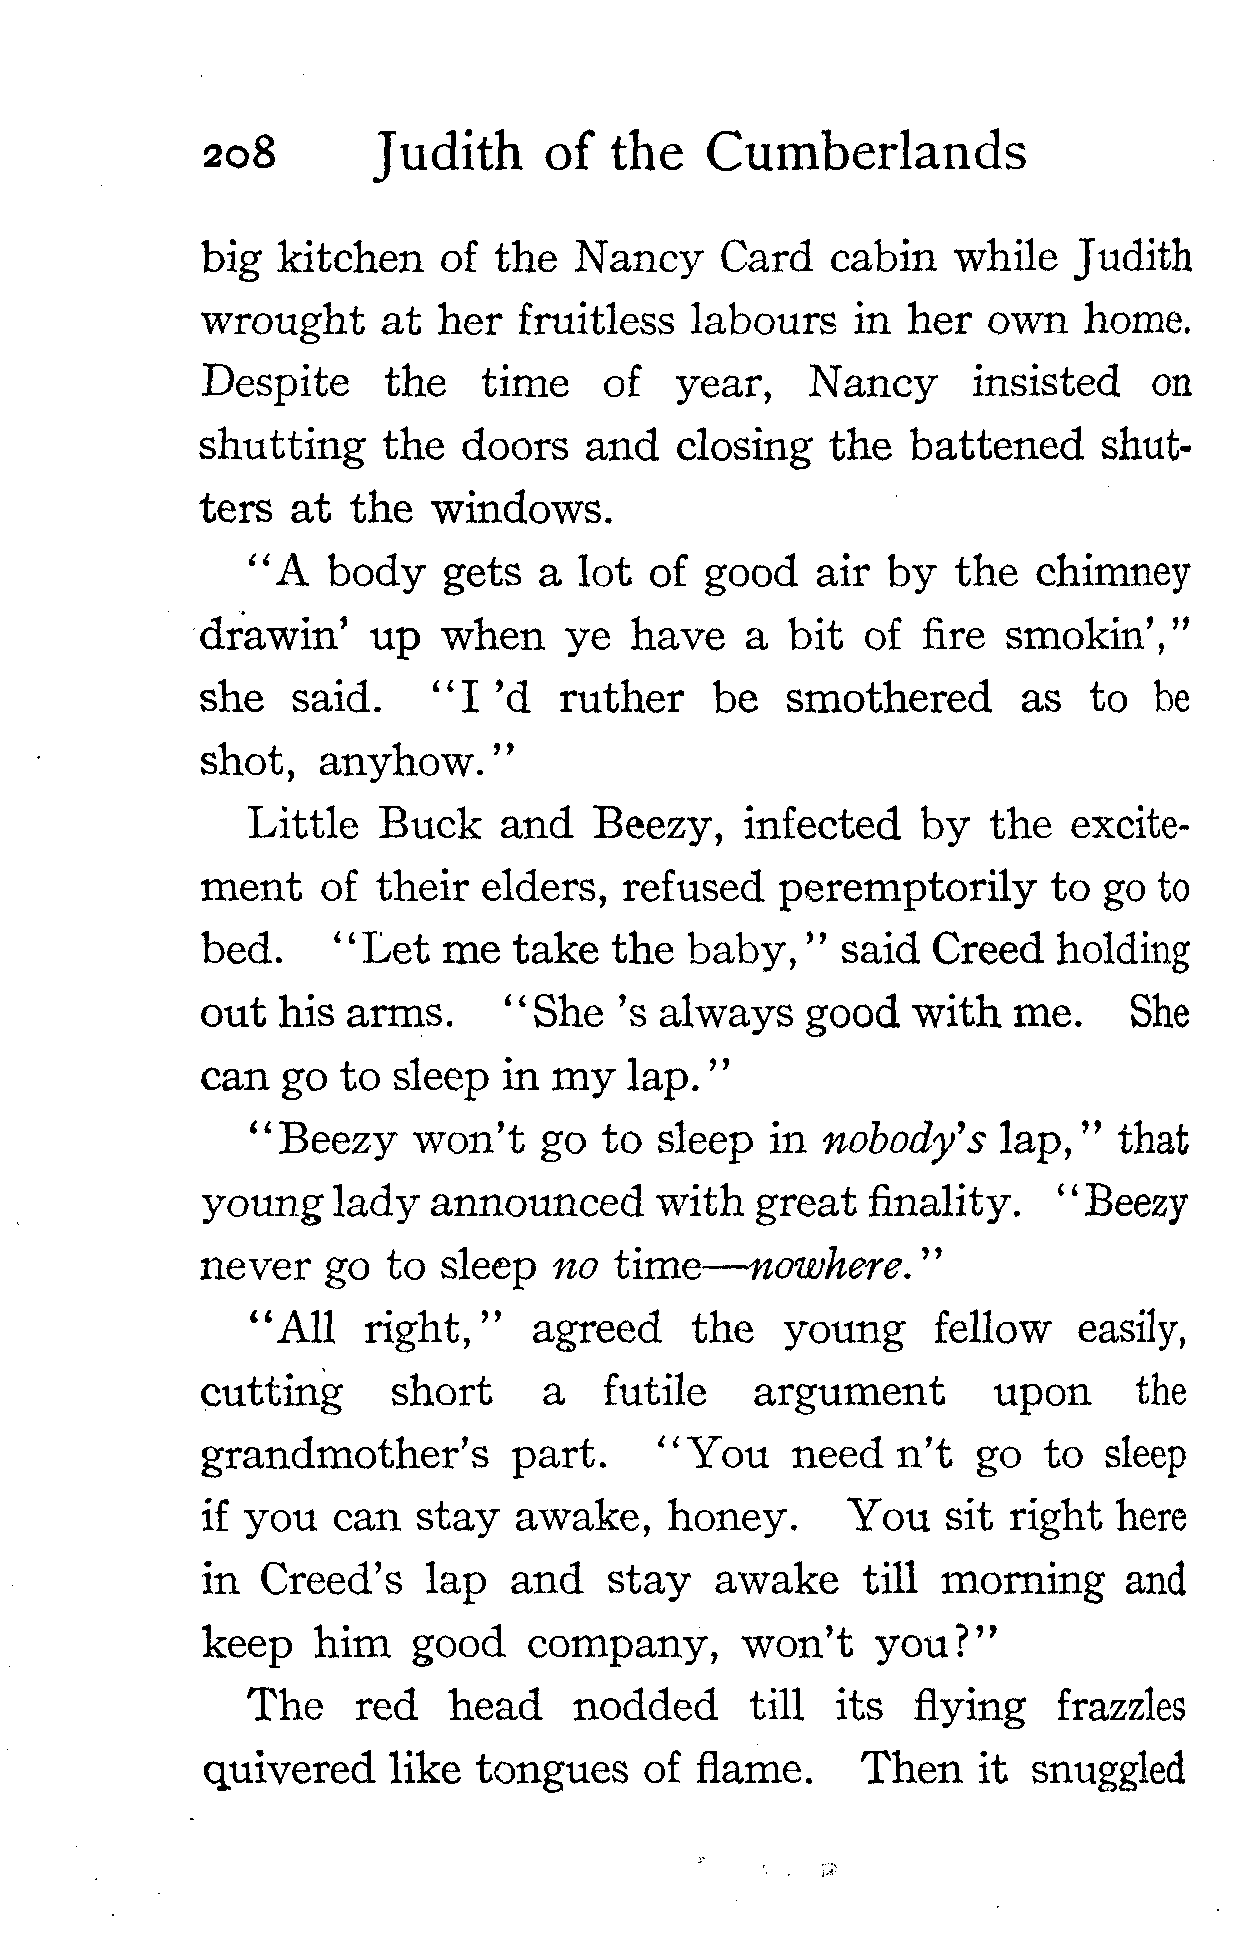 208 Judith of the Cumberlands
big kitchen of the Nancy Card cabin while Judith
wrought at her fruitless labours in her own home.
Despite the time of year, Nancy insisted on
shutting the doors and closing the battened shut-
ters at the windows.
"A body gets a lot of good air by the chimney
drawin' up when ye have a bit of fire smokin',"
she said. "I 'd ruther be smothered as to be
shot, anyhow."
Little Buck and Beezy, infected by the excite-
ment of their elders, refused peremptorily to go to
bed. "Let me take the baby," said Creed holding
out his arms. "She 's always good with me. She
can go to sleep in my lap."
"Beezy won't go to sleep in nobody's lap," that
young lady announced with great finality. "Beezy
never go to sleep no time—nowhere."
"All right," agreed the young fellow easily,
cutting short a futile argument upon the
grandmother's part. "You need n't go to sleep
if you can stay awake, honey. You sit right here
in Creed's lap and stay awake till morning and
keep him good company, won't you?"
The red head nodded till its flying frazzles
quivered like tongues of flame. Then it snuggled